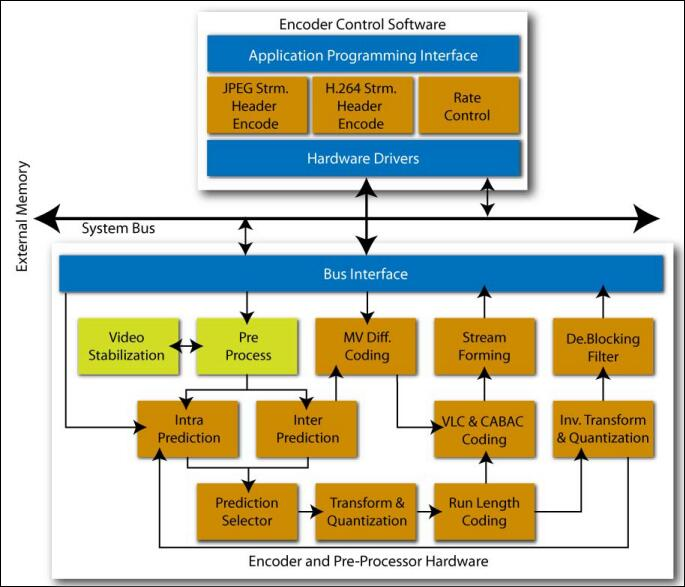 Encoder Control Software
Application Programming Interface
JPEG Strm.
Header
Encode
H.264 Strm.
Header
Encode
Rate
Control
Hardware Drivers
External Memory
System Bus
Bus Interface
Video
Stabilization
Pre
Process
MV Diff.
Coding
Stream
Forming
De.Blocking
Filter
Intra
Prediction
Inter
Prediction
VLC & CABAC
Coding
Inv. Transform
& Quantization
Prediction
Selector
Transform &
Quantization
Run Length
Coding
Encoder and Pre-Processor Hardware